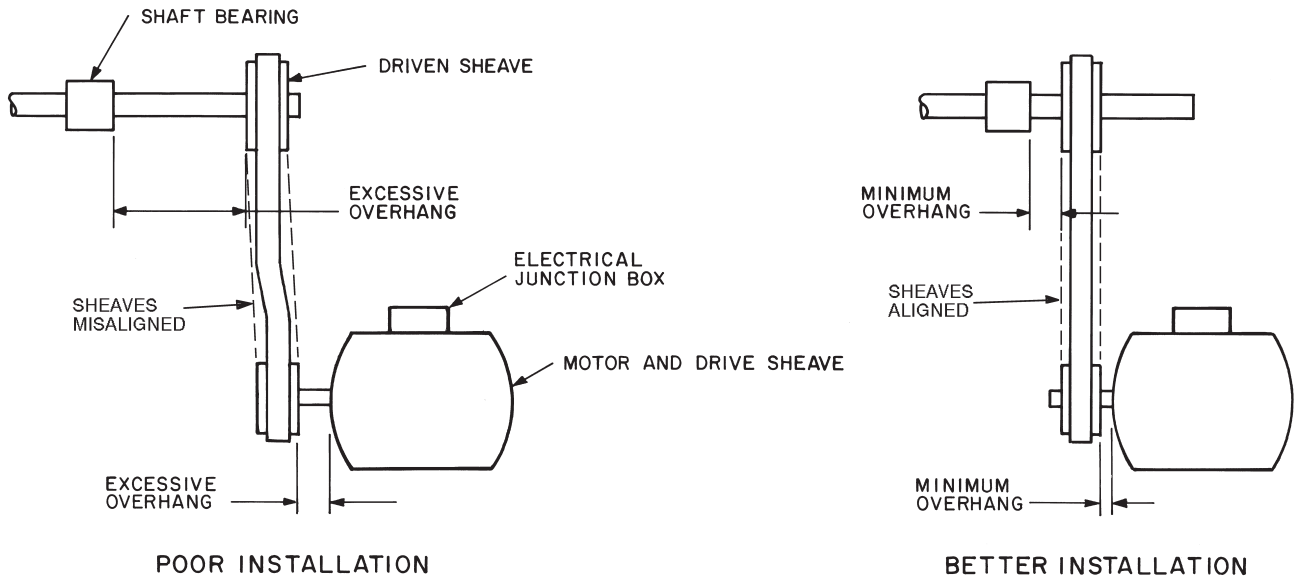 SHAFT BEARING
DRIVEN SHEAVE
EXCESSIVE
OVERHANG
ELECTRICAL
JUNCTION BOX
SHEAVES
MISALIGNED
MOTOR AND DRIVE SHEAVE
EXCESSIVE
OVERHANG
POOR INSTALLATION
MINIMUM
OVERHANG
SHEAVES
ALIGNED
MINIMUM
OVERHANG
BETTER INSTALLATION